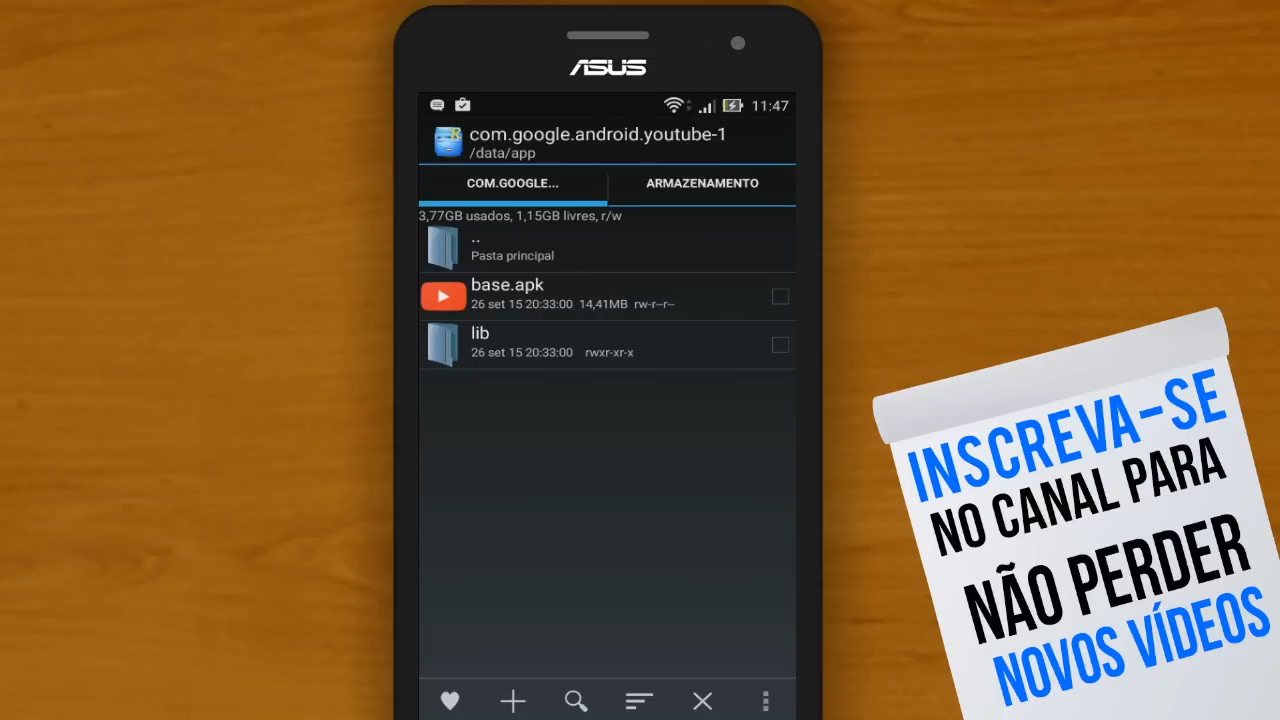 ASUS
11:47
com.google.android.youtube-1
/data/app
COM.GOOGLE...
ARMAZENAMENTO
3,77GB usados, 1,15GB livres, r/w
..
Pasta principal
base.apk
26 set 15 20:33:00 14,41MB rw-r--r--
lib
26 set 15 20:33:00 rwxr-xr-x
INSCREVA-SE
NO CANAL PARA
NÃO PERDER
NOVOS VÍDEOS